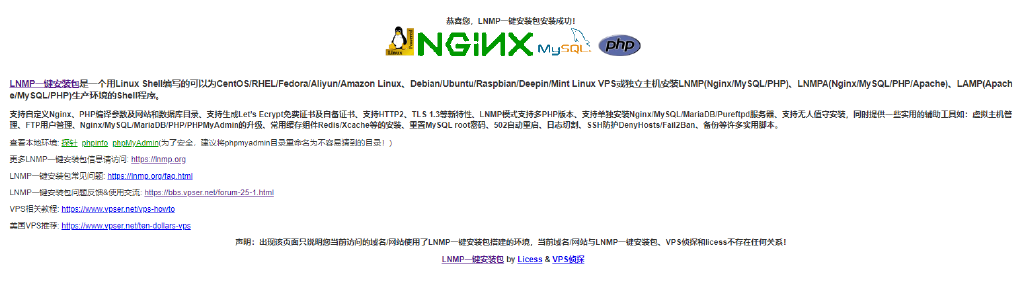 恭喜您，LNMP一键安装包安装成功！
NGINX MySQL php
LNMP一键安装包是一个用Linux Shell编写的可以为CentOS/RHEL/Fedora/Aliyun/Amazon Linux、Debian/Ubuntu/Raspbian/Deepin/Mint Linux VPS或独立主机安装LNMP(Nginx/MySQL/PHP)、LNMPA(Nginx/MySQL/PHP/Apache)、LAMP(Apach
e/MySQL/PHP)生产环境的Shell程序。
支持自定义Nginx、PHP编译参数及网站和数据库目录、支持生成Let's Ecrypt免费证书及自备证书、支持HTTP2、TLS 1.3等新特性、LNMP模式支持多PHP版本、支持单独安装Nginx/MySQL/MariaDB/Pureftpd服务器、支持无人值守安装，同时提供一些实用的辅助工具如：虚拟主机管
理、FTP用户管理、Nginx/MySQL/MariaDB/PHP/PHPMyAdmin的升级、常用缓存组件Redis/Xcache等的安装、重置MySQL root密码、502自动重启、日志切割、SSH防护DenyHosts/Fail2Ban、备份等许多实用脚本。
查看本地环境: 探针 phpinfo phpMyAdmin(为了安全，建议将phpmyadmin目录重命名为不容易猜到的目录！)
更多LNMP一键安装包信息请访问: https://lnmp.org
LNMP一键安装包常见问题: https://lnmp.org/faq.html
LNMP一键安装包问题反馈&使用交流: https://bbs.vpser.net/forum-25-1.html
VPS相关教程: https://www.vpser.net/vps-howto
美国VPS推荐: https://www.vpser.net/ten-dollars-vps
声明：出现该页面只说明您当前访问的域名/网站使用了LNMP一键安装包搭建的环境，当前域名/网站与LNMP一键安装包、VPS侦探和licess不存在任何关系！
LNMP一键安装包 by Licess & VPS侦探